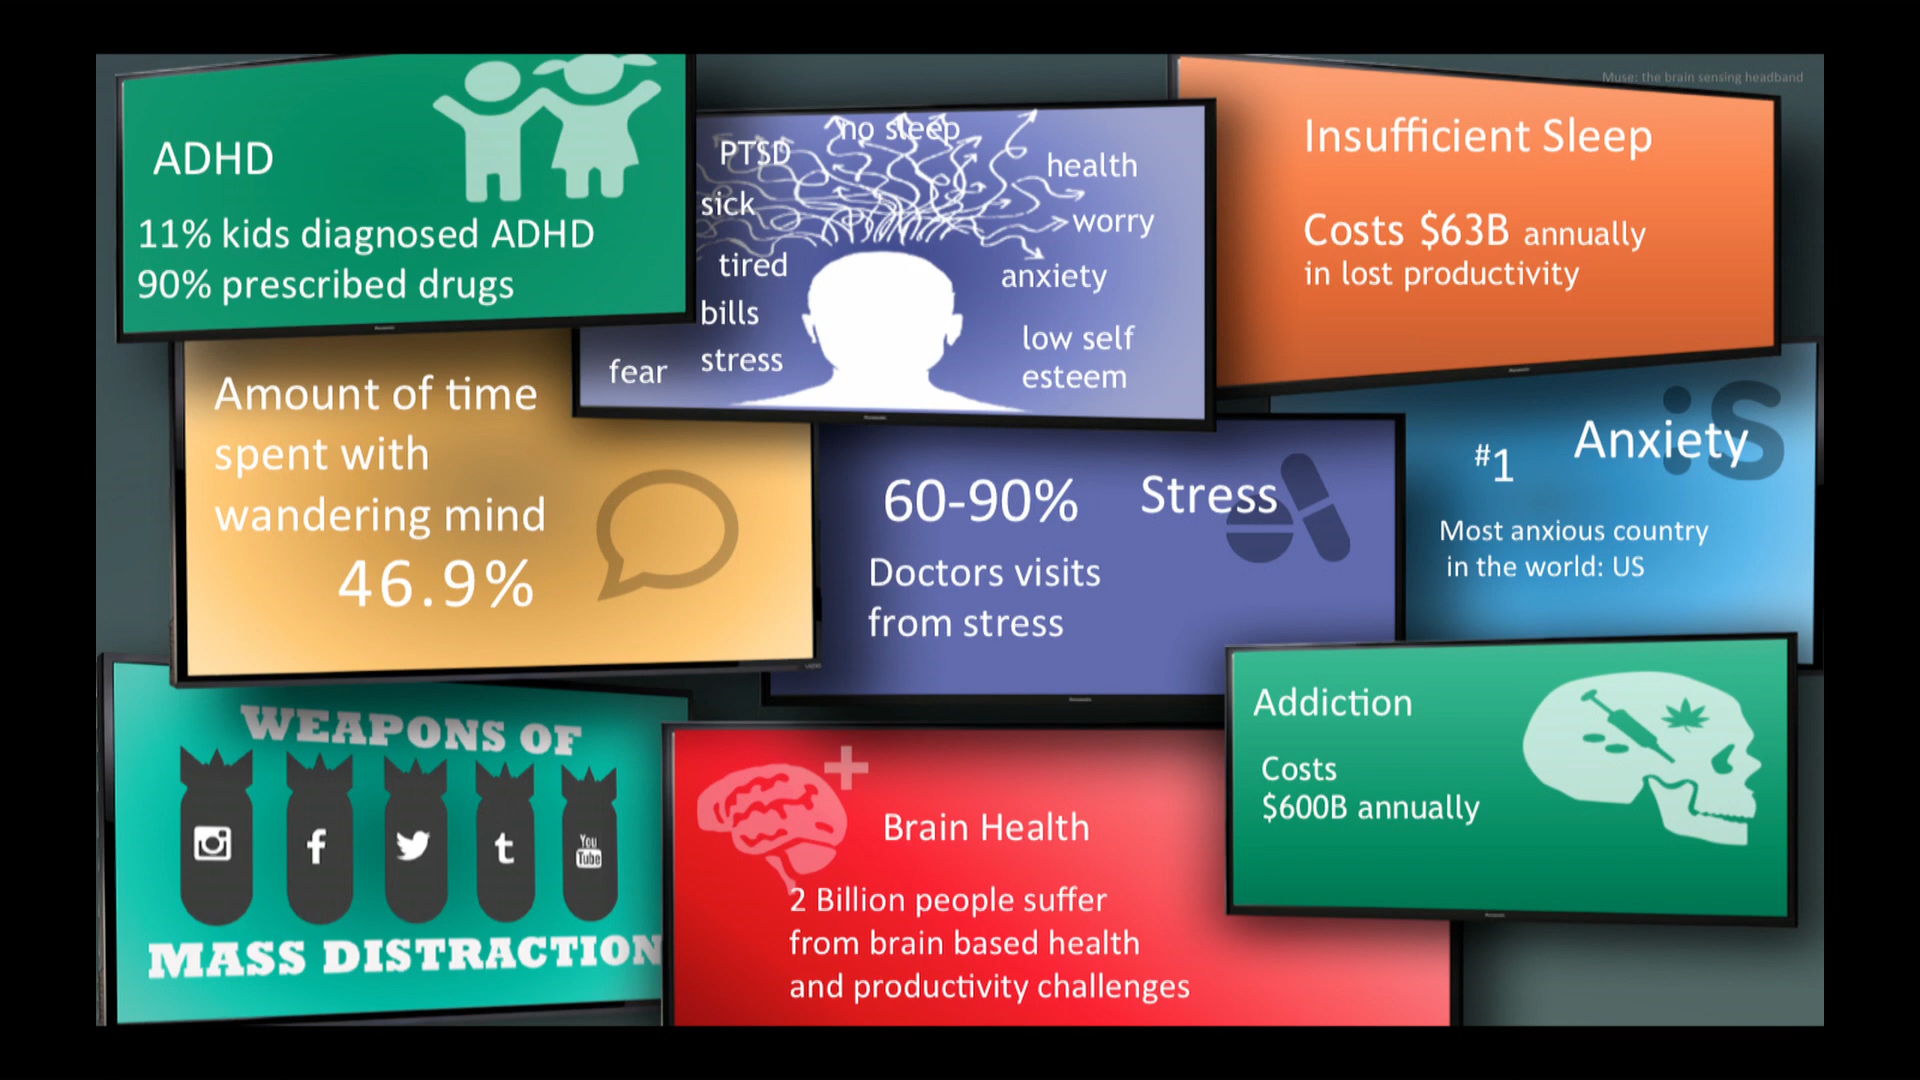 Muse: the brain sensing headband
ADHD
11% kids diagnosed ADHD
90% prescribed drugs
no sleep
PTSD
health
sick
worry
tired
anxiety
bills
low self
esteem
stress
fear
Insufficient Sleep
Costs $63B annually
in lost productivity
Amount of time
spent with
wandering mind
46.9%
60-90% Stress
Doctors visits
from stress
:S
#1 Anxiety
Most anxious country
in the world: US
WEAPONS OF
f
t
You
Tube
MASS DISTRACTION
Brain Health
2 Billion people suffer
from brain based health
and productivity challenges
Addiction
Costs
$600B annually